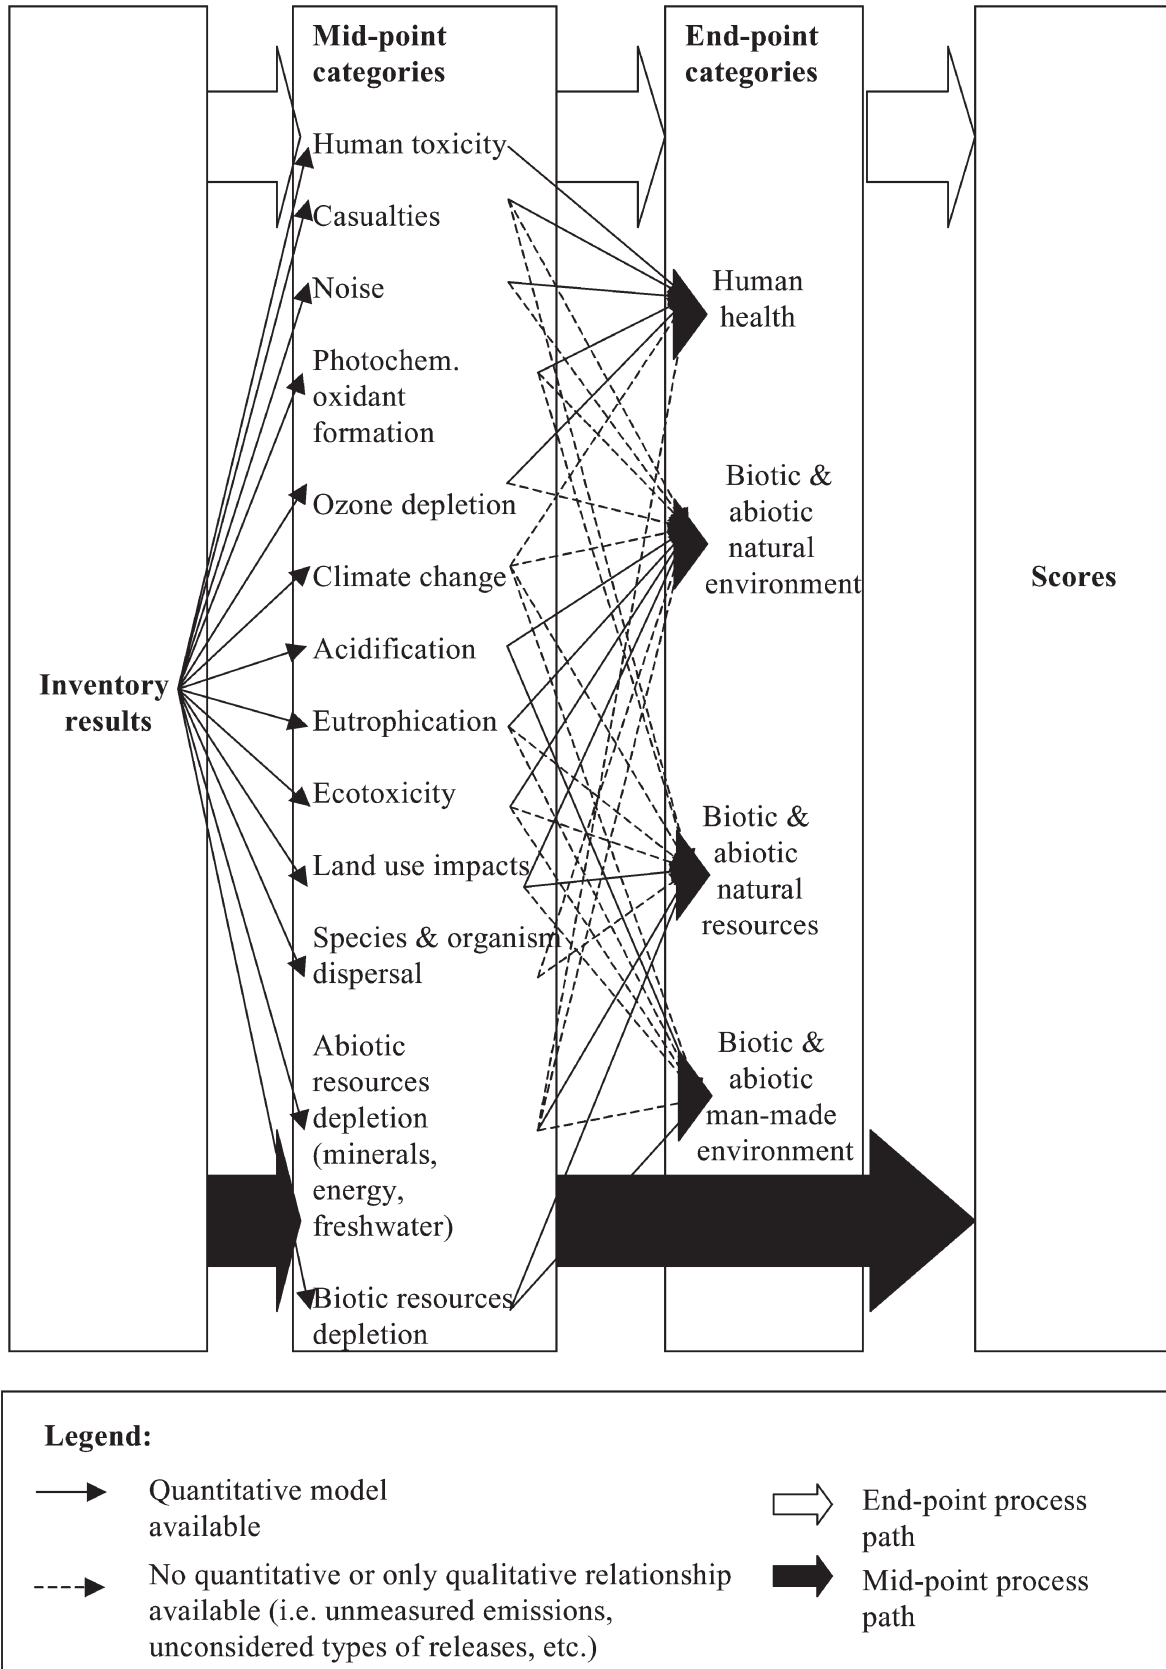 Inventory
results
Mid-point
categories
Human toxicity
Casualties
Noise
Photochem.
oxidant
formation
Ozone depletion
Climate change
Acidification
Eutrophication
Ecotoxicity
Land use impacts
Species & organism
dispersal
Abiotic
resources
depletion
(minerals,
energy,
freshwater)
Biotic resources
depletion
End-point
categories
Human
health
Biotic &
abiotic
natural
environment
Biotic &
abiotic
natural
resources
Biotic &
abiotic
man-made
environment
Scores
Legend:
Quantitative model
available
No quantitative or only qualitative relationship
available (i.e. unmeasured emissions,
unconsidered types of releases, etc.)
End-point process
path
Mid-point process
path